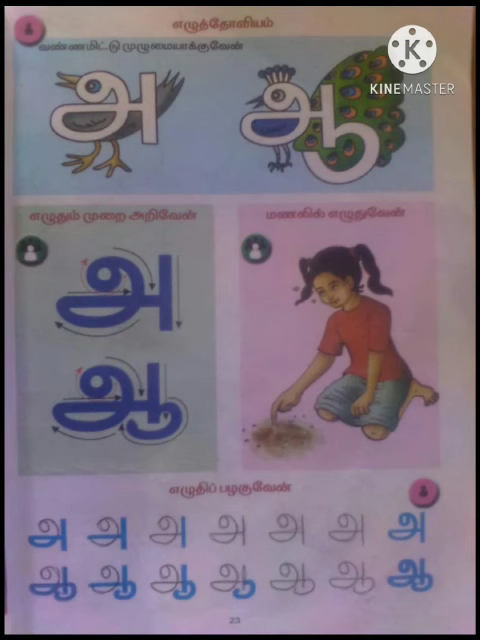 எழுத்தோவியம்
வண்ணமிட்டு முழுமையாக்குவேன்
K
KINEMASTER
அ ஆ
எழுதும் முறை அறிவேன்
மணலில் எழுதுவேன்
அ
ஆ
எழுதிப் பழகுவேன்
அ அ அ அ அ அ அ
ஆ ஆ ஆ ஆ ஆ ஆ ஆ
23